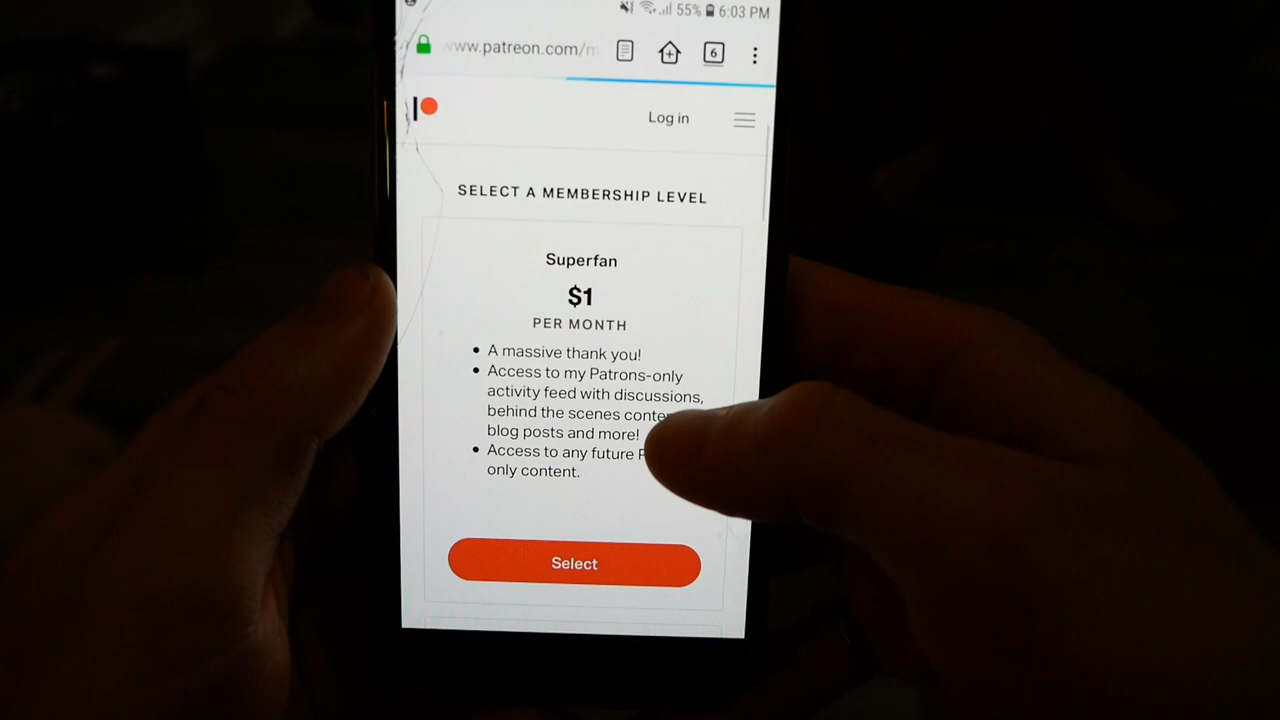 55% 6:03 PM
www.patreon.com/m
6
Log in
SELECT A MEMBERSHIP LEVEL
Superfan
$1
PER MONTH
• A massive thank you!
• Access to my Patrons-only
activity feed with discussions,
behind the scenes conte
blog posts and more!
• Access to any future
only content.
Select